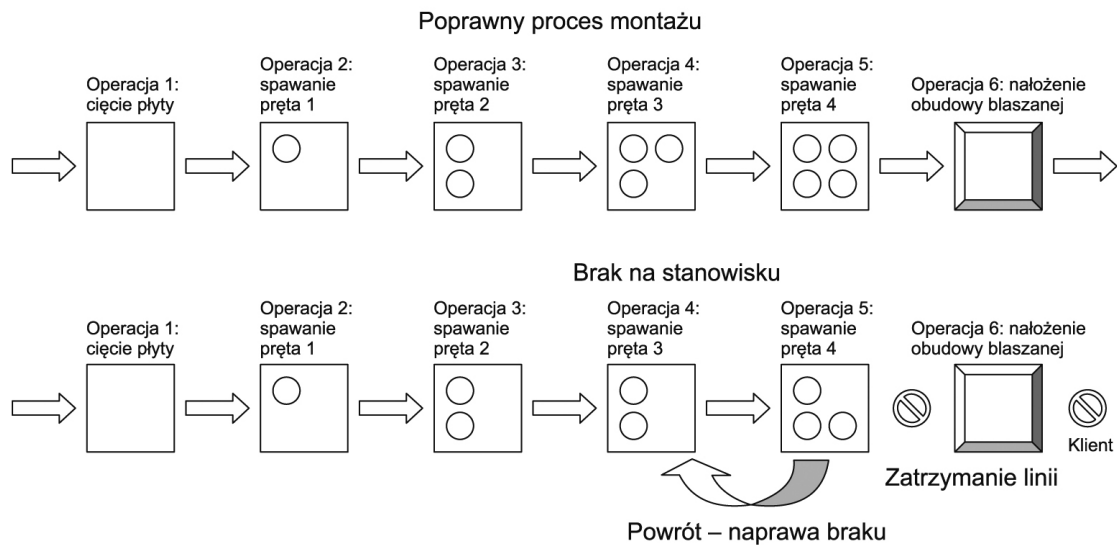 Poprawny proces montażu
Operacja 1:
cięcie płyty
Operacja 2:
spawanie
pręta 1
Operacja 3:
spawanie
pręta 2
Operacja 4:
spawanie
pręta 3
Operacja 5:
spawanie
pręta 4
Operacja 6: nałożenie
obudowy blaszanej
Brak na stanowisku
Operacja 1:
cięcie płyty
Operacja 2:
spawanie
pręta 1
Operacja 3:
spawanie
pręta 2
Operacja 4:
spawanie
pręta 3
Operacja 5:
spawanie
pręta 4
Operacja 6: nałożenie
obudowy blaszanej
Klient
Zatrzymanie linii
Powrót – naprawa braku